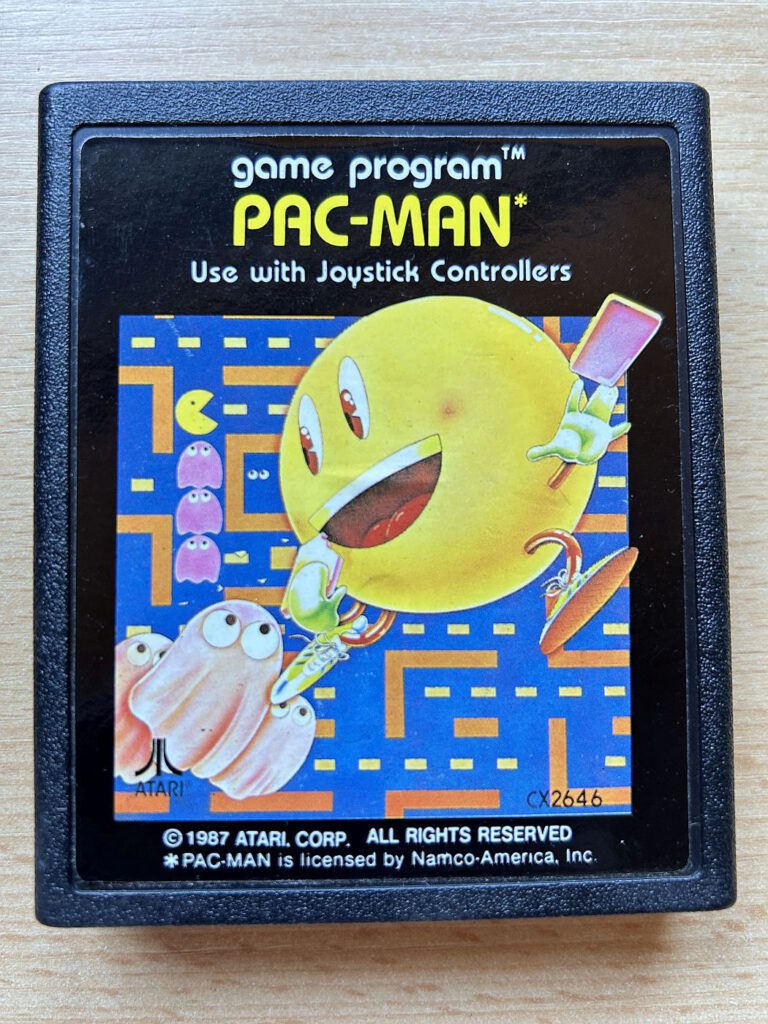 game program™
PAC-MAN*
Use with Joystick Controllers
ATARI®
CX2646
© 1987 ATARI. CORP. ALL RIGHTS RESERVED
*PAC-MAN is licensed by Namco-America, Inc.